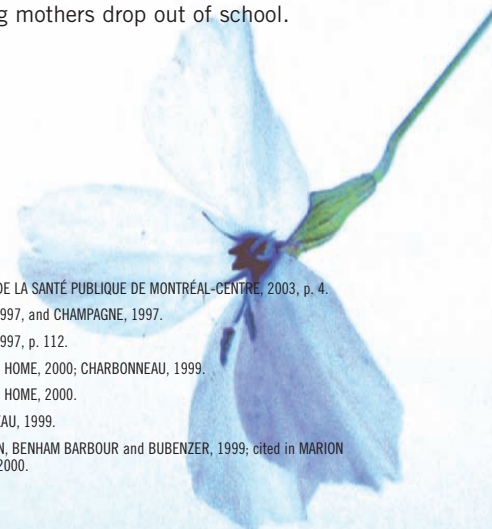 g mothers drop out of school.
DE LA SANTÉ PUBLIQUE DE MONTRÉAL-CENTRE, 2003, p. 4.
997, and CHAMPAGNE, 1997.
997, p. 112.
HOME, 2000; CHARBONNEAU, 1999.
HOME, 2000.
EAU, 1999.
N, BENHAM BARBOUR and BUBENZER, 1999; cited in MARION
2000.